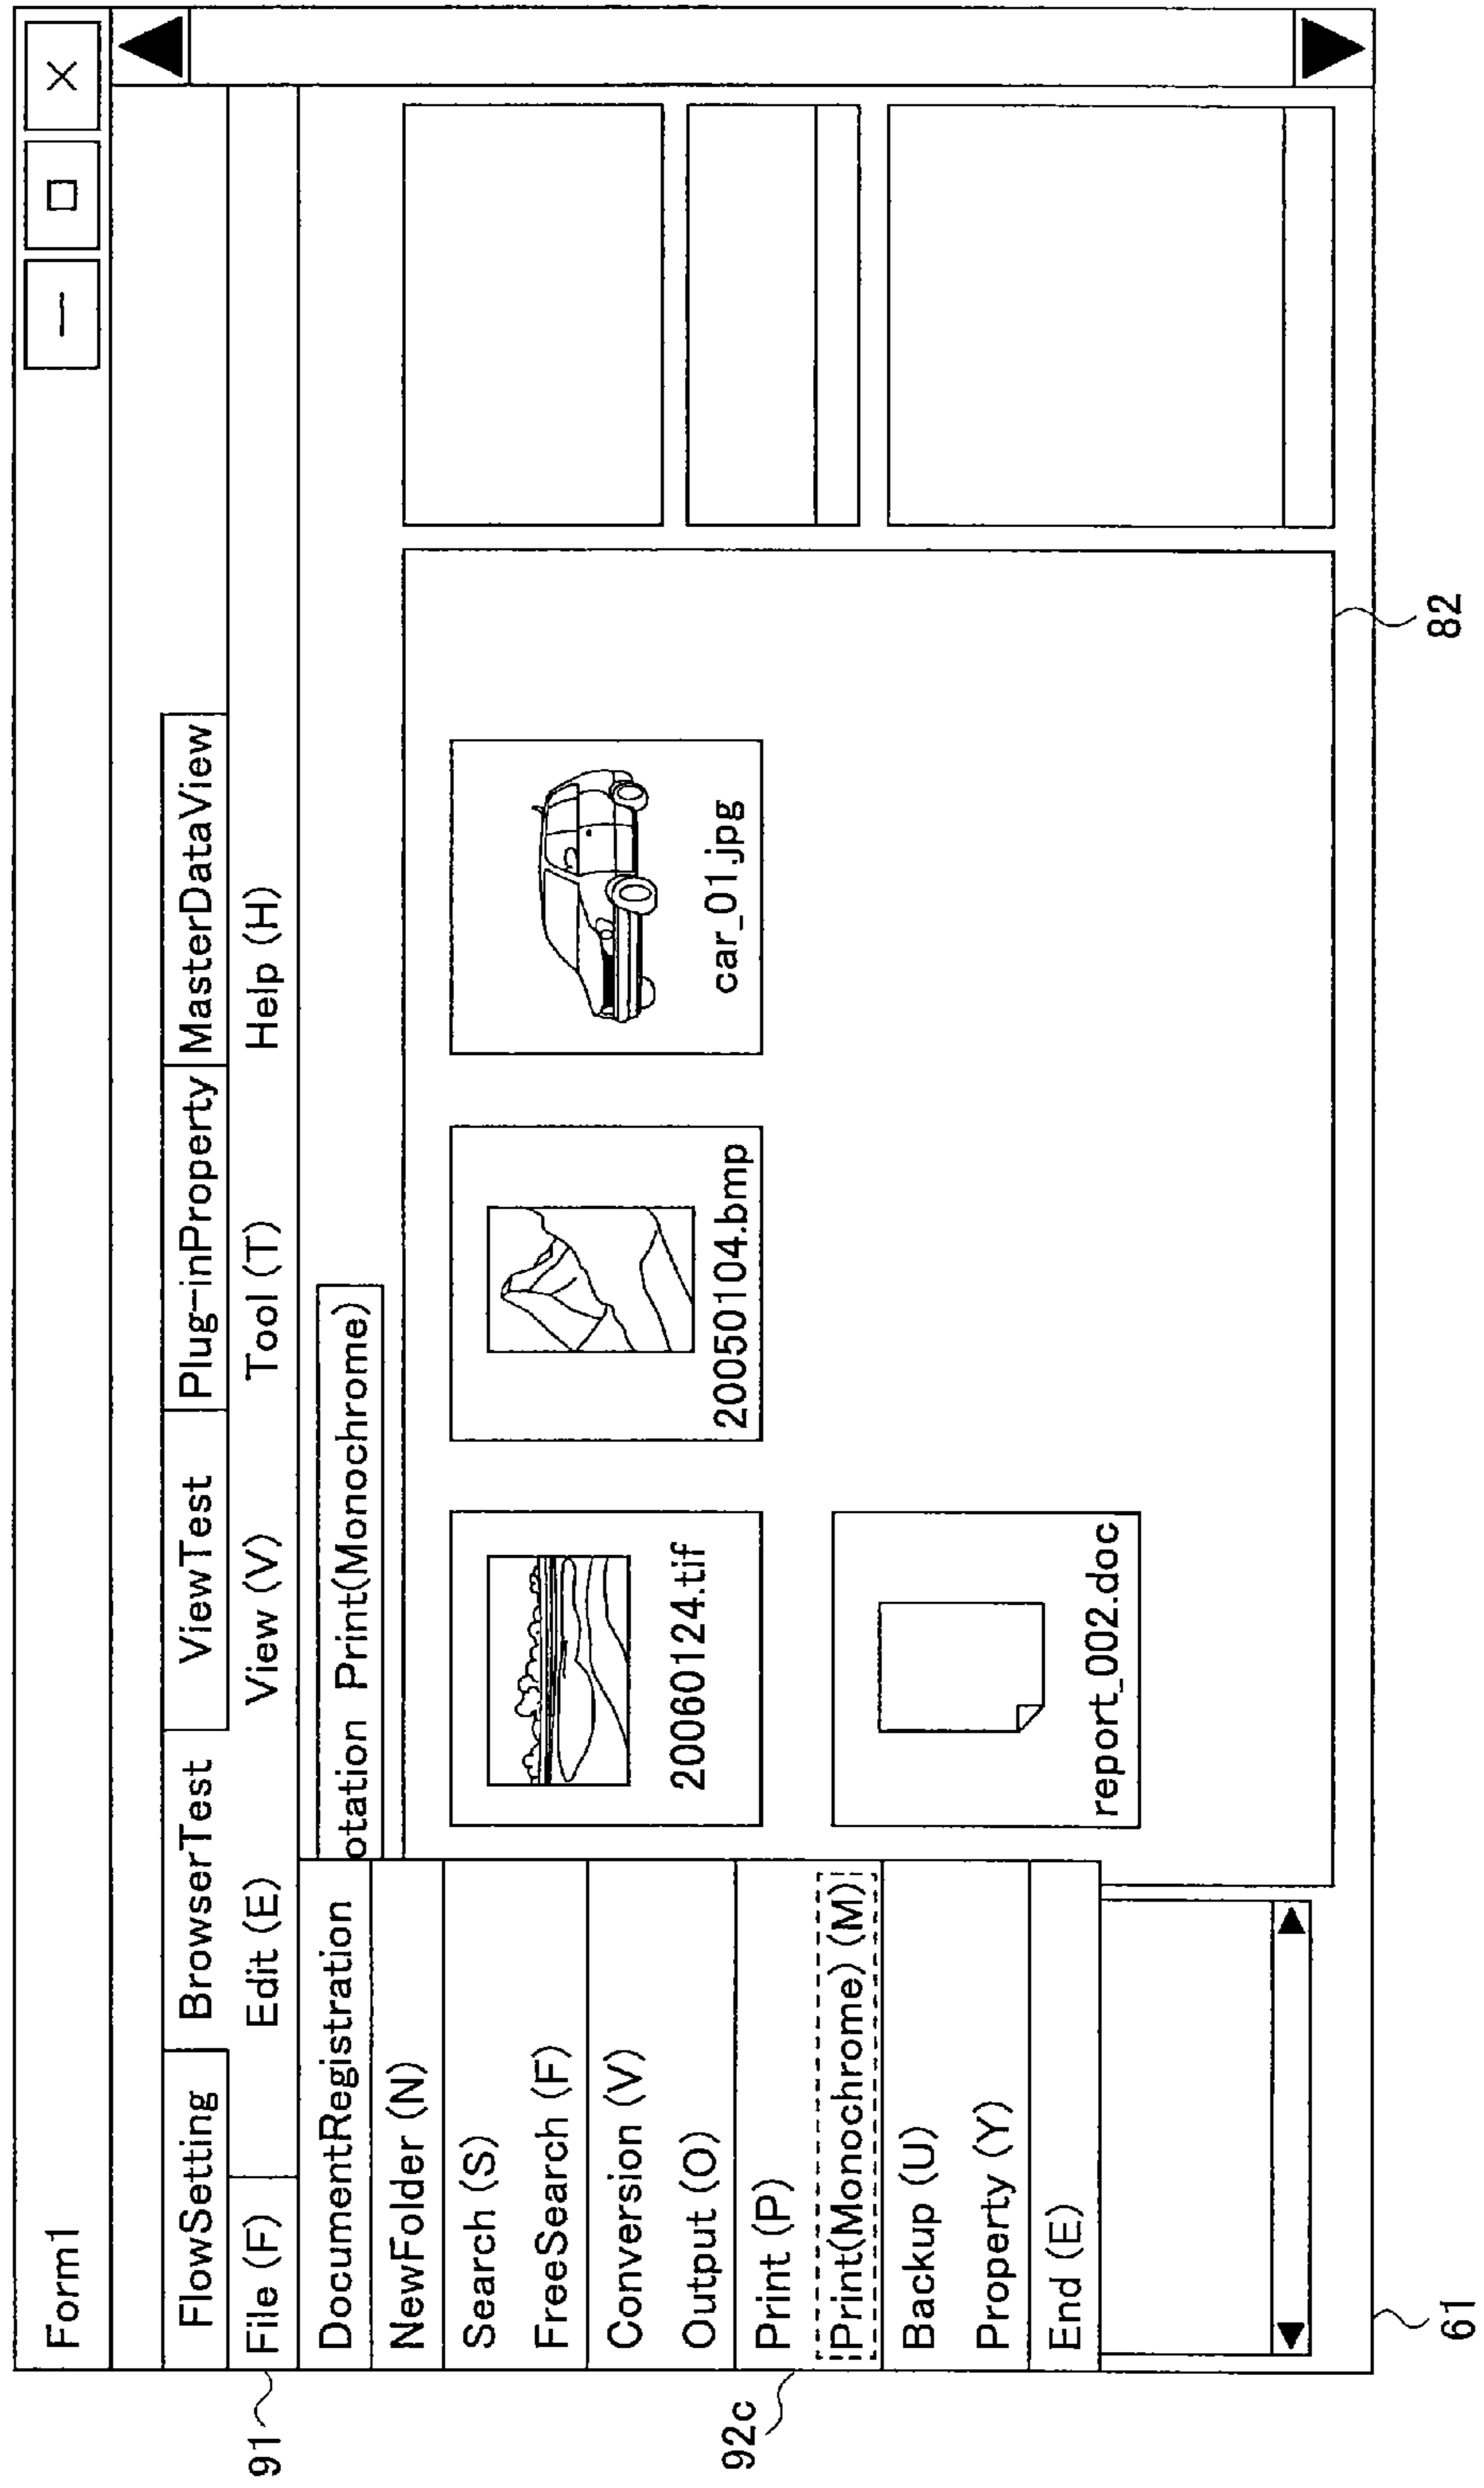 Form1
FlowSetting BrowserTest ViewTest Plug-inProperty MasterDataView
91 File (F) Edit (E) View (V) Tool (T) Help (H)
DocumentRegistration otation Print(Monochrome)
NewFolder (N)
Search (S)
FreeSearch (F)
Conversion (V)
Output (O)
92c Print (P)
Print(Monochrome) (M)
Backup (U)
Property (Y)
End (E)
20060124.tif 20050104.bmp car_01.jpg
report_002.doc
61 82